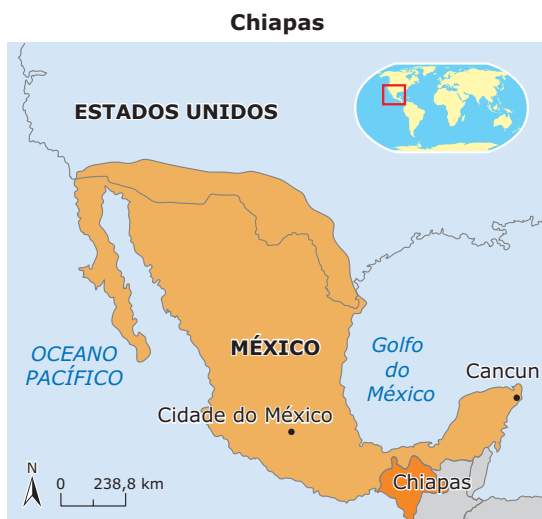 Chiapas
ESTADOS UNIDOS
OCEANO
PACÍFICO
MÉXICO
Golfo
do
México
Cancun
Cidade do México
Chiapas
N
0 238,8 km